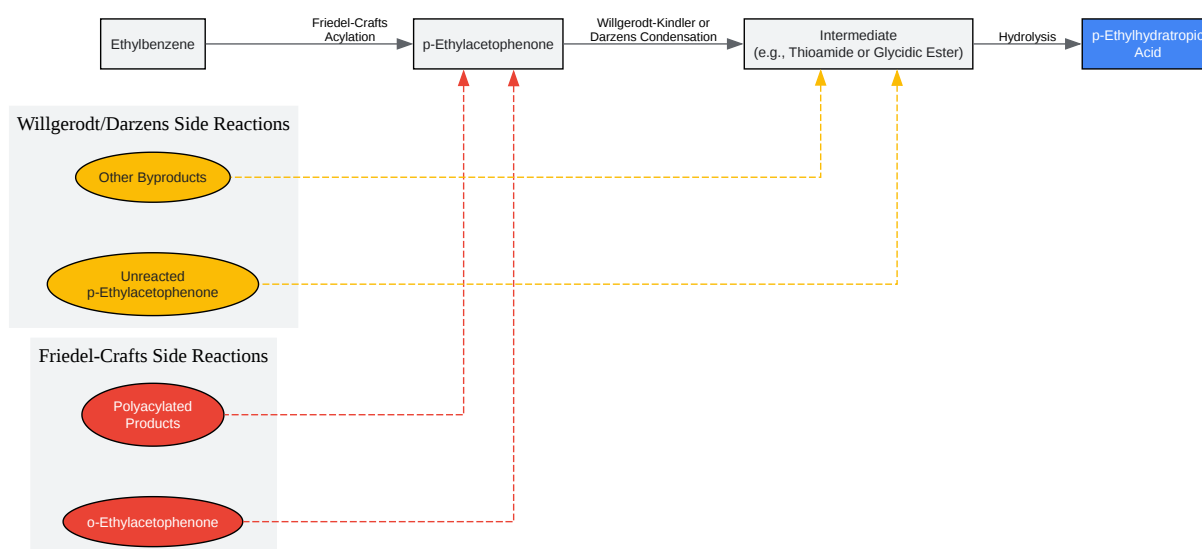 Ethylbenzene
Friedel-Crafts
Acylation
p-Ethylacetophenone
Willgerodt-Kindler or
Darzens Condensation
Intermediate
(e.g., Thioamide or Glycidic Ester)
Hydrolysis
p-Ethylhydratropic
Acid
Willgerodt/Darzens Side Reactions
Other Byproducts
Unreacted
p-Ethylacetophenone
Friedel-Crafts Side Reactions
Polyacylated
Products
o-Ethylacetophenone